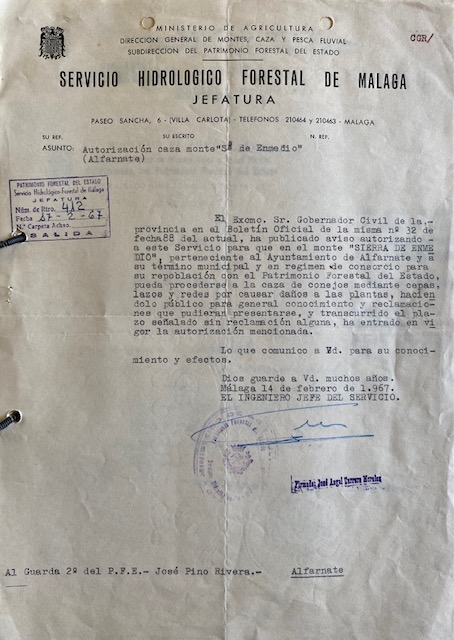 MINISTERIO DE AGRICULTURA
DIRECCION GENERAL DE MONTES, CAZA Y PESCA FLUVIAL
SUBDIRECCION DEL PATRIMONIO FORESTAL DEL ESTADO
CGR/
SERVICIO HIDROLOGICO FORESTAL DE MALAGA
JEFATURA
PASEO SANCHA, 6 - (VILLA CARLOTA) - TELEFONOS 210464 y 210463 - MALAGA
SU REF. SU ESCRITO N. REF.
ASUNTO: Autorización caza monte "Sª de Enmedio"
(Alfarnate)
PATRIMONIO FORESTAL DEL ESTADO
Servicio Hidrológico-Forestal de Málaga
JEFATURA
Núm. de Rtro. 412
Fecha 17-2-67
N.º Carpeta Achvo.
SALIDA
El Excmo. Sr. Gobernador Civil de la.-
provincia en el Boletín Oficial de la misma nº 32 de
fecha 8 del actual, ha publicado aviso autorizando -
a este Servicio para que en el monte "SIERRA DE ENME
DIO", perteneciente al Ayuntamiento de Alfarnate y a
su término municipal y en regimen de consorcio para
su repoblación con el Patrimonio Forestal del Estado,
pueda procederse a la caza de conejos mediante cepas,
lazos y redes por causar daños a las plantas, hacien
dolo público para general conocimiento y reclamacio-
nes que pudieran presentarse, y transcurrido el pla-
zo señalado sin reclamación alguna, ha entrado en vi
gor la autorización mencionada.
Lo que comunico a Vd. para su conoci-
miento y efectos.
Dios guarde a Vd. muchos años.
Málaga 14 de febrero de 1.967.
EL INGENIERO JEFE DEL SERVICIO.
Firmado: José Angel Carrera Morales
Al Guarda 2º del P.F.E.- José Pino Rivera.- Alfarnate